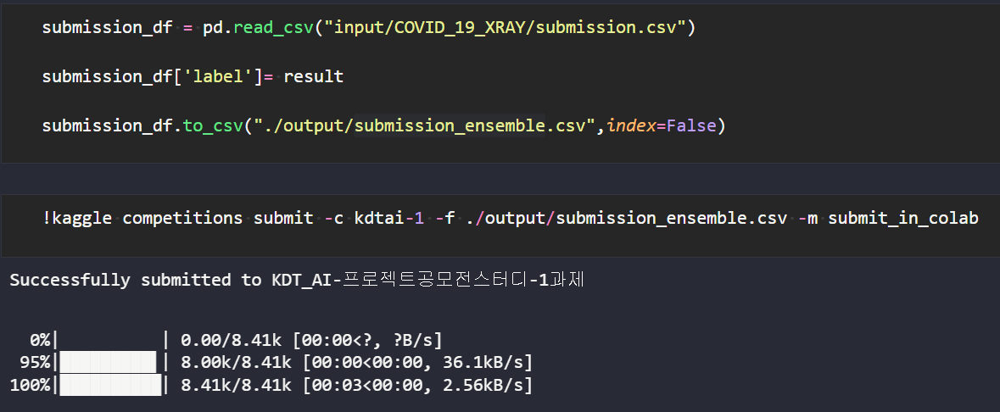 submission_df = pd.read_csv("input/COVID_19_XRAY/submission.csv")
submission_df['label']= result
submission_df.to_csv("./output/submission_ensemble.csv",index=False)
!kaggle competitions submit -c kdtai-1 -f ./output/submission_ensemble.csv -m submit_in_colab
Successfully submitted to KDT_AI-프로젝트공모전스터디-1과제
0%|          | 0.00/8.41k [00:00<?, ?B/s]
95%|█████████▌| 8.00k/8.41k [00:00<00:00, 36.1kB/s]
100%|██████████| 8.41k/8.41k [00:03<00:00, 2.56kB/s]